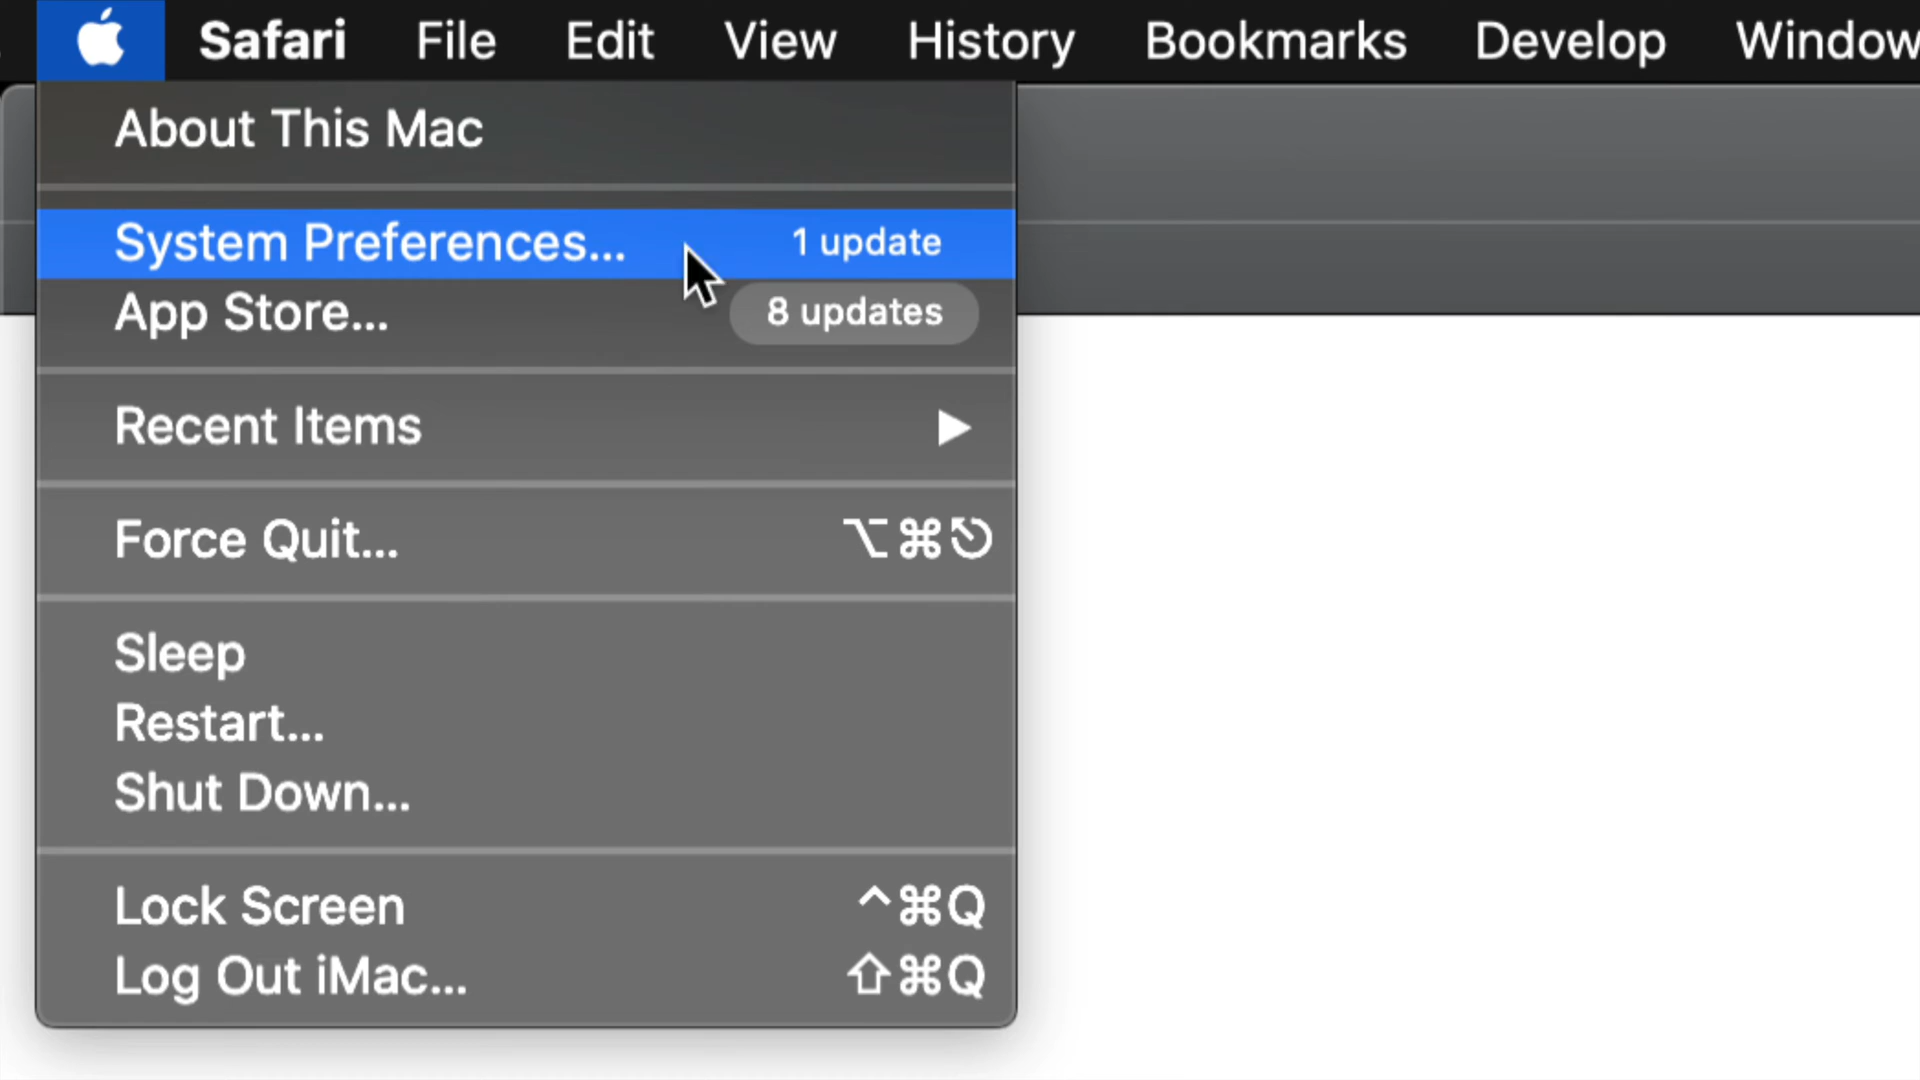 Safari File Edit View History Bookmarks Develop Window
About This Mac
System Preferences... 1 update
App Store... 8 updates
Recent Items ▶
Force Quit... ⌥⌘⎋
Sleep
Restart...
Shut Down...
Lock Screen ^⌘Q
Log Out iMac... ⇧⌘Q